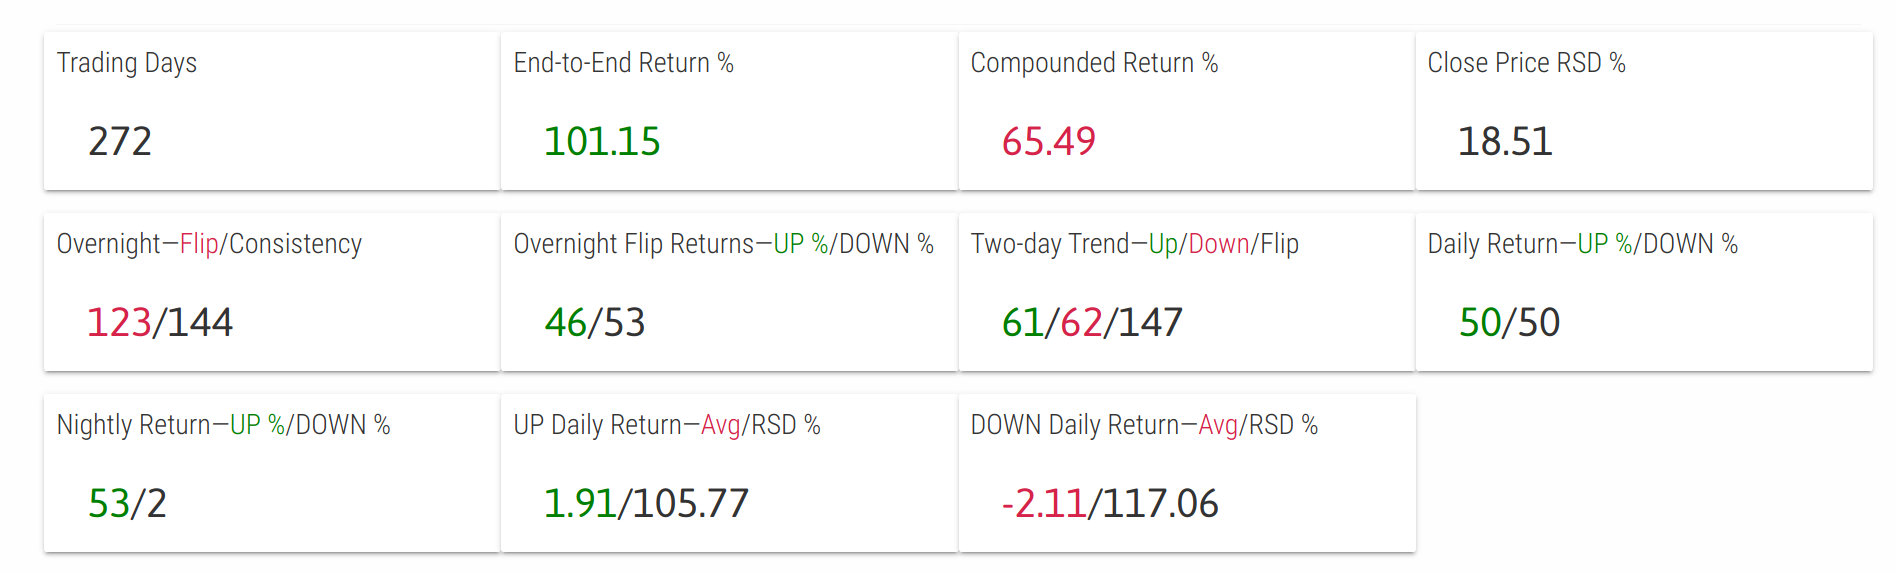 Trading Days
272
End-to-End Return %
101.15
Compounded Return %
65.49
Close Price RSD %
18.51
Overnight—Flip/Consistency
123/144
Overnight Flip Returns—UP %/DOWN %
46/53
Two-day Trend—Up/Down/Flip
61/62/147
Daily Return—UP %/DOWN %
50/50
Nightly Return—UP %/DOWN %
53/2
UP Daily Return—Avg/RSD %
1.91/105.77
DOWN Daily Return—Avg/RSD %
-2.11/117.06